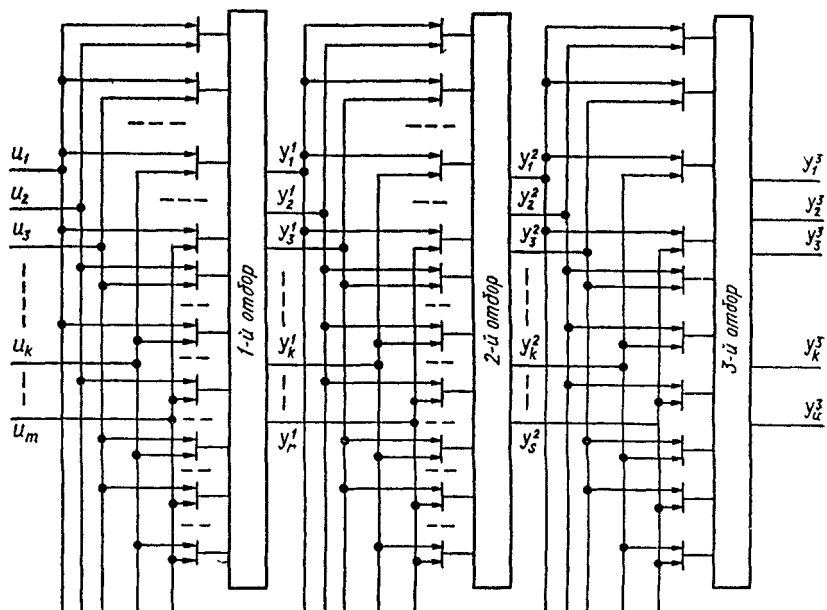 u₁
u₂
u₃
uₖ
uₘ
1-й отбор
y₁¹
y₂¹
y₃¹
yₖ¹
yᵣ¹
2-й отбор
y₁²
y₂²
y₃²
yₖ²
yₛ²
3-й отбор
y₁³
y₂³
y₃³
yₖ³
yᵤ³